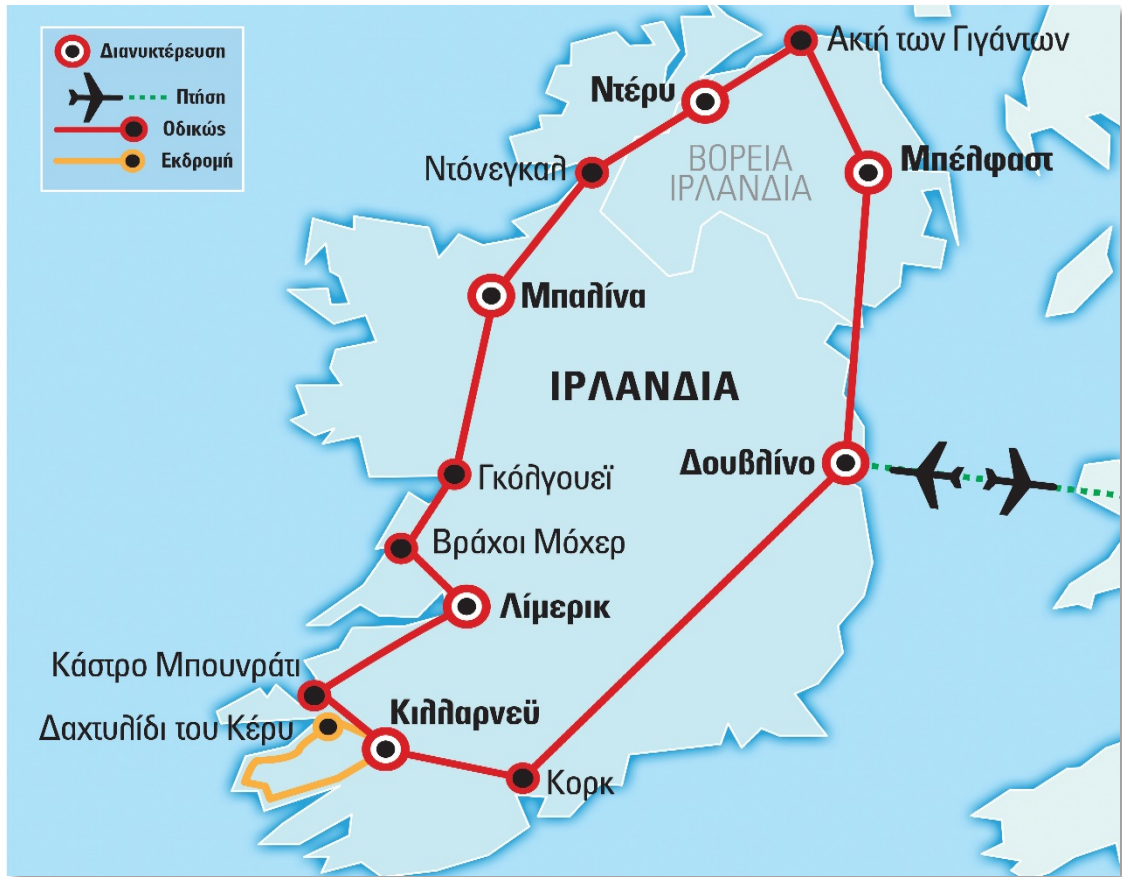 Διανυκτέρευση
Πτήση
Οδικώς
Εκδρομή
Ακτή των Γιγάντων
Ντέρυ
Μπέλφαστ
Ντόνεγκαλ
ΒΟΡΕΙΑ
ΙΡΛΑΝΔΙΑ
Μπαλίνα
ΙΡΛΑΝΔΙΑ
Δουβλίνο
Γκόλγουεϊ
Βράχοι Μόχερ
Λίμερικ
Κάστρο Μπουνράτι
Κιλλαρνεϋ
Δαχτυλίδι του Κέρυ
Κορκ